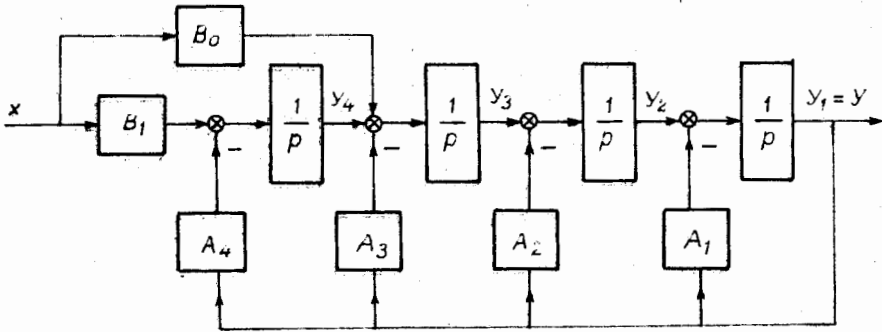 B₀
x
B₁
1/p
y₄
1/p
y₃
1/p
y₂
1/p
y₁ = y
−
−
−
−
A₄
A₃
A₂
A₁